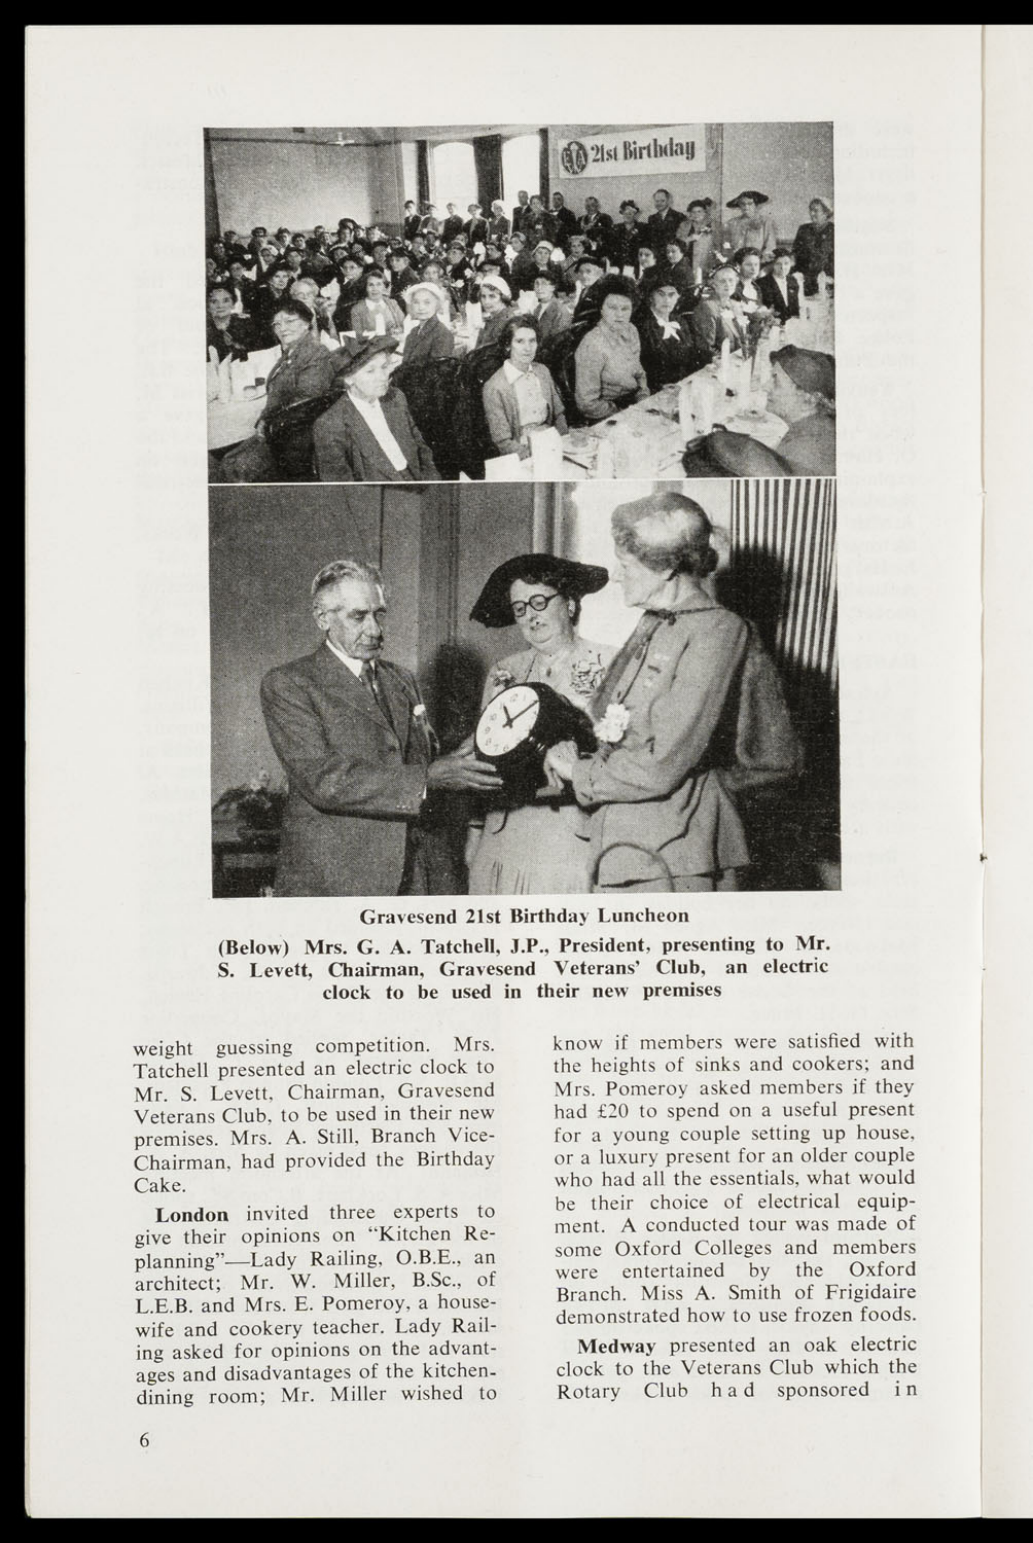 21st Birthday
Gravesend 21st Birthday Luncheon
(Below) Mrs. G. A. Tatchell, J.P., President, presenting to Mr.
S. Levett, Chairman, Gravesend Veterans' Club, an electric
clock to be used in their new premises
weight guessing competition. Mrs.
Tatchell presented an electric clock to
Mr. S. Levett, Chairman, Gravesend
Veterans Club, to be used in their new
premises. Mrs. A. Still, Branch Vice-
Chairman, had provided the Birthday
Cake.
London invited three experts to
give their opinions on “Kitchen Re-
planning”—Lady Railing, O.B.E., an
architect; Mr. W. Miller, B.Sc., of
L.E.B. and Mrs. E. Pomeroy, a house-
wife and cookery teacher. Lady Rail-
ing asked for opinions on the advant-
ages and disadvantages of the kitchen-
dining room; Mr. Miller wished to
know if members were satisfied with
the heights of sinks and cookers; and
Mrs. Pomeroy asked members if they
had £20 to spend on a useful present
for a young couple setting up house,
or a luxury present for an older couple
who had all the essentials, what would
be their choice of electrical equip-
ment. A conducted tour was made of
some Oxford Colleges and members
were entertained by the Oxford
Branch. Miss A. Smith of Frigidaire
demonstrated how to use frozen foods.
Medway presented an oak electric
clock to the Veterans Club which the
Rotary Club had sponsored in
6